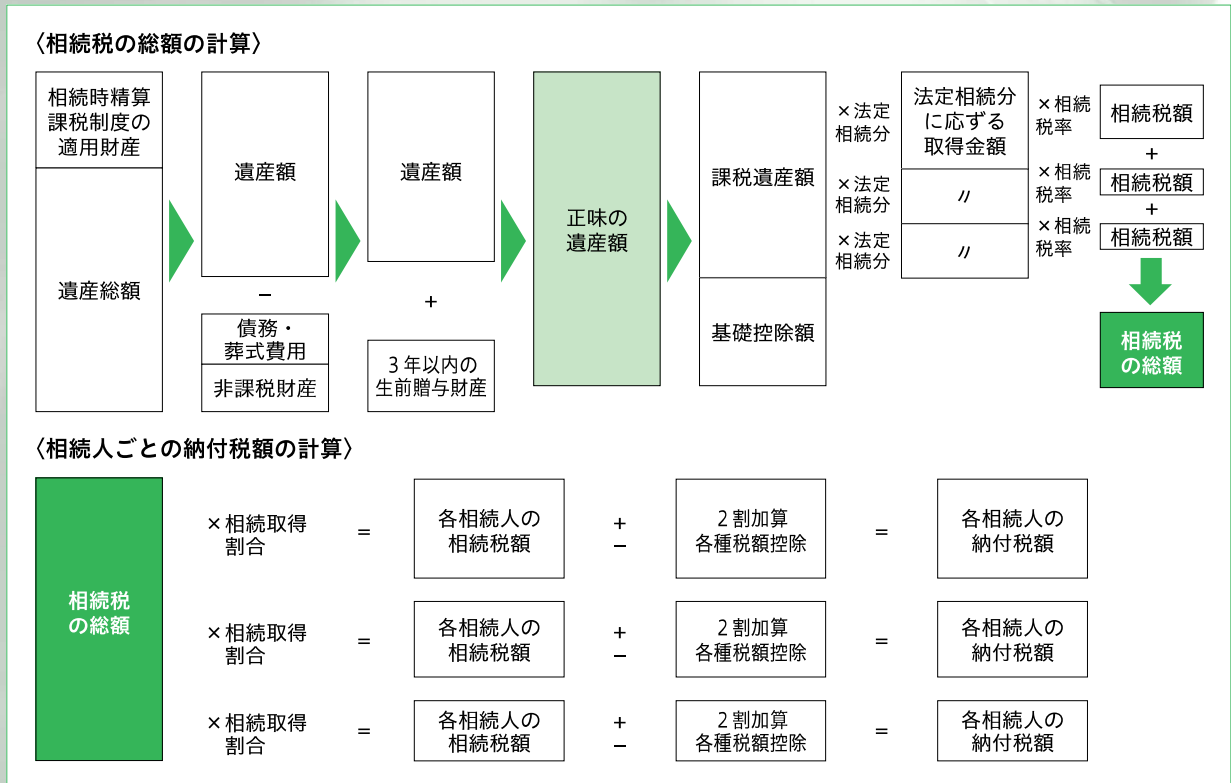 〈相続税の総額の計算〉
相続時精算
課税制度の
適用財産
遺産総額
遺産額
−
債務・
葬式費用
非課税財産
遺産額
+
3年以内の
生前贈与財産
正味の
遺産額
課税遺産額
基礎控除額
×法定
相続分
×法定
相続分
×法定
相続分
法定相続分
に応ずる
取得金額
〃
〃
×相続
税率
×相続
税率
×相続
税率
相続税額
+
相続税額
+
相続税額
相続税
の総額
〈相続人ごとの納付税額の計算〉
相続税
の総額
×相続取得
割合
=
各相続人の
相続税額
+
−
2割加算
各種税額控除
=
各相続人の
納付税額
×相続取得
割合
=
各相続人の
相続税額
+
−
2割加算
各種税額控除
=
各相続人の
納付税額
×相続取得
割合
=
各相続人の
相続税額
+
−
2割加算
各種税額控除
=
各相続人の
納付税額